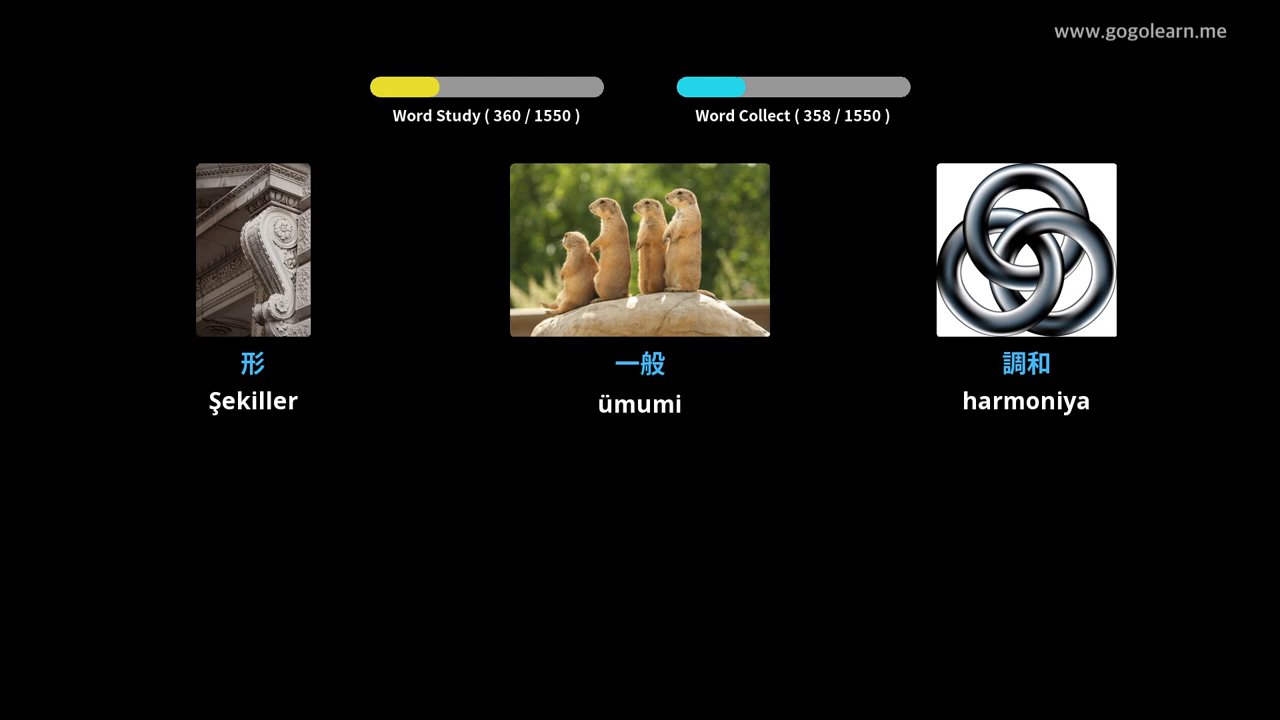 www.gogolearn.me
Word Study ( 360 / 1550 )
Word Collect ( 358 / 1550 )
形
Şekiller
一般
ümumi
調和
harmoniya